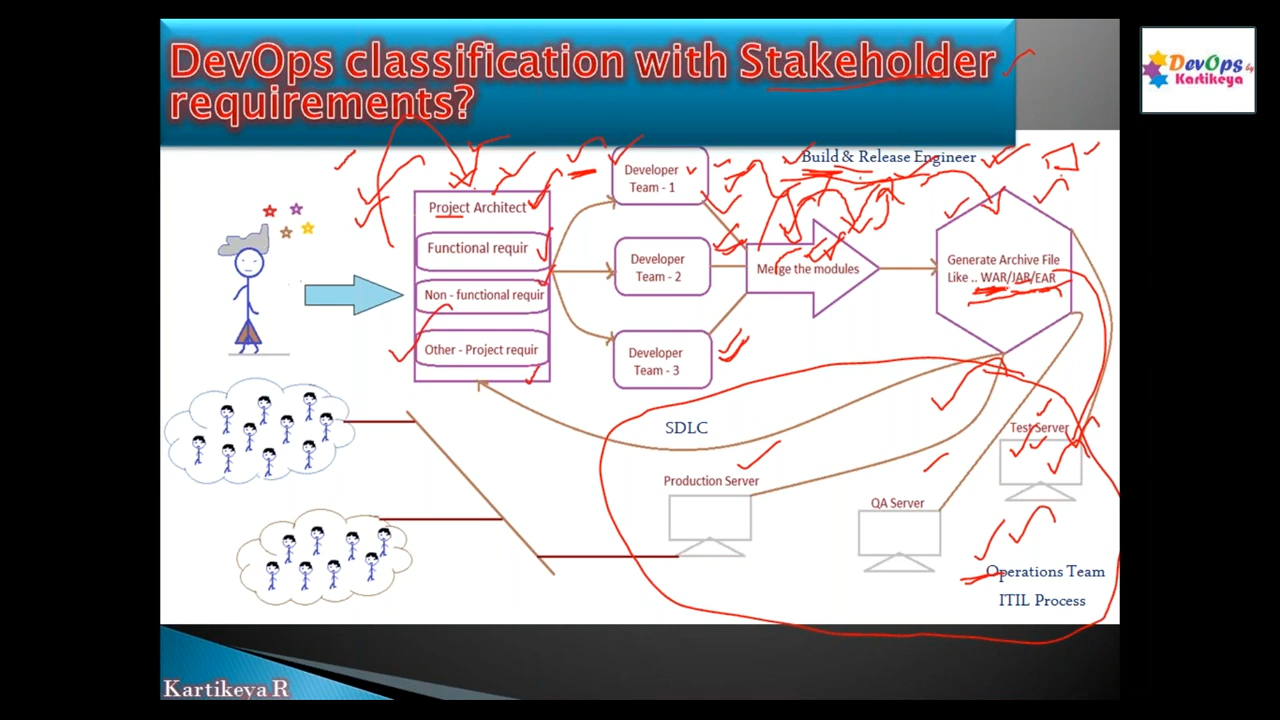 DevOps classification with Stakeholder
requirements?
DevOps by
Kartikeya
Build & Release Engineer
Project Architect
Functional requir
Non - functional requir
Other - Project requir
Developer
Team - 1
Developer
Team - 2
Developer
Team - 3
Merge the modules
Generate Archive File
Like .. WAR/JAR/EAR
SDLC
Production Server
QA Server
Test Server
Operations Team
ITIL Process
Kartikeya R